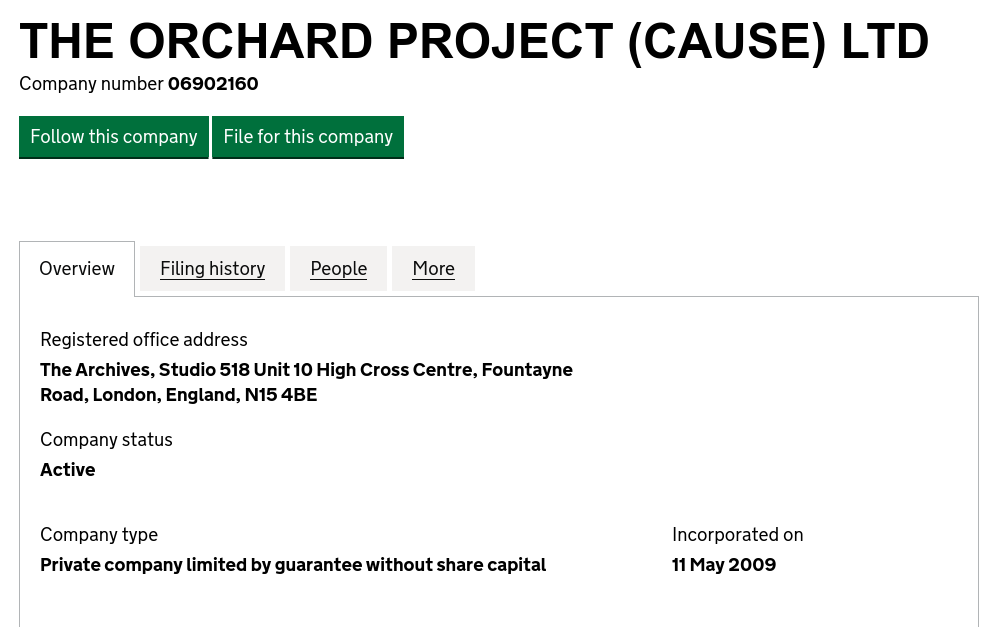 THE ORCHARD PROJECT (CAUSE) LTD
Company number 06902160
Follow this company File for this company
Overview Filing history People More
Registered office address
The Archives, Studio 518 Unit 10 High Cross Centre, Fountayne
Road, London, England, N15 4BE
Company status
Active
Company type Incorporated on
Private company limited by guarantee without share capital 11 May 2009